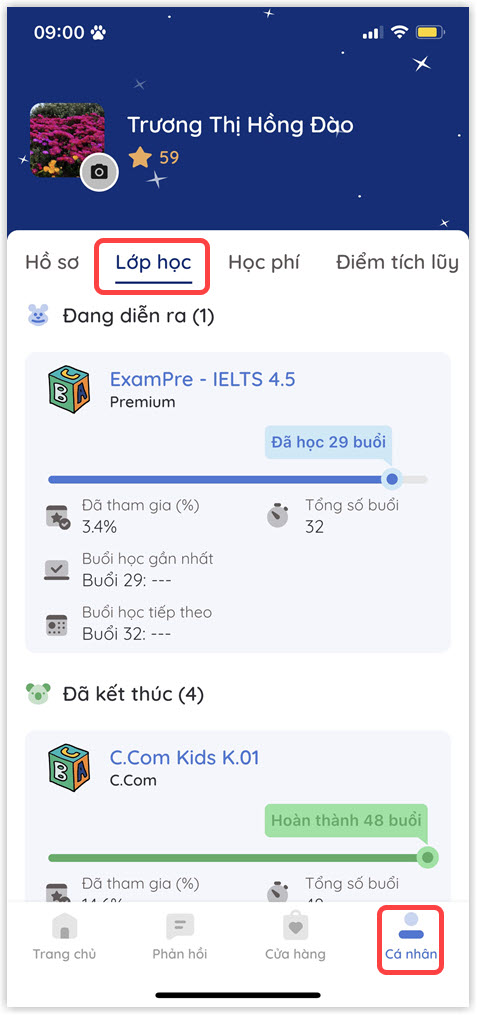 09:00
Trương Thị Hồng Đào
59
Hồ sơ Lớp học Học phí Điểm tích lũy
Đang diễn ra (1)
ExamPre - IELTS 4.5
Premium
Đã học 29 buổi
Đã tham gia (%) Tổng số buổi
3.4% 32
Buổi học gần nhất
Buổi 29: ---
Buổi học tiếp theo
Buổi 32: ---
Đã kết thúc (4)
C.Com Kids K.01
C.Com
Hoàn thành 48 buổi
Đã tham gia (%) Tổng số buổi
Trang chủ Phản hồi Cửa hàng Cá nhân